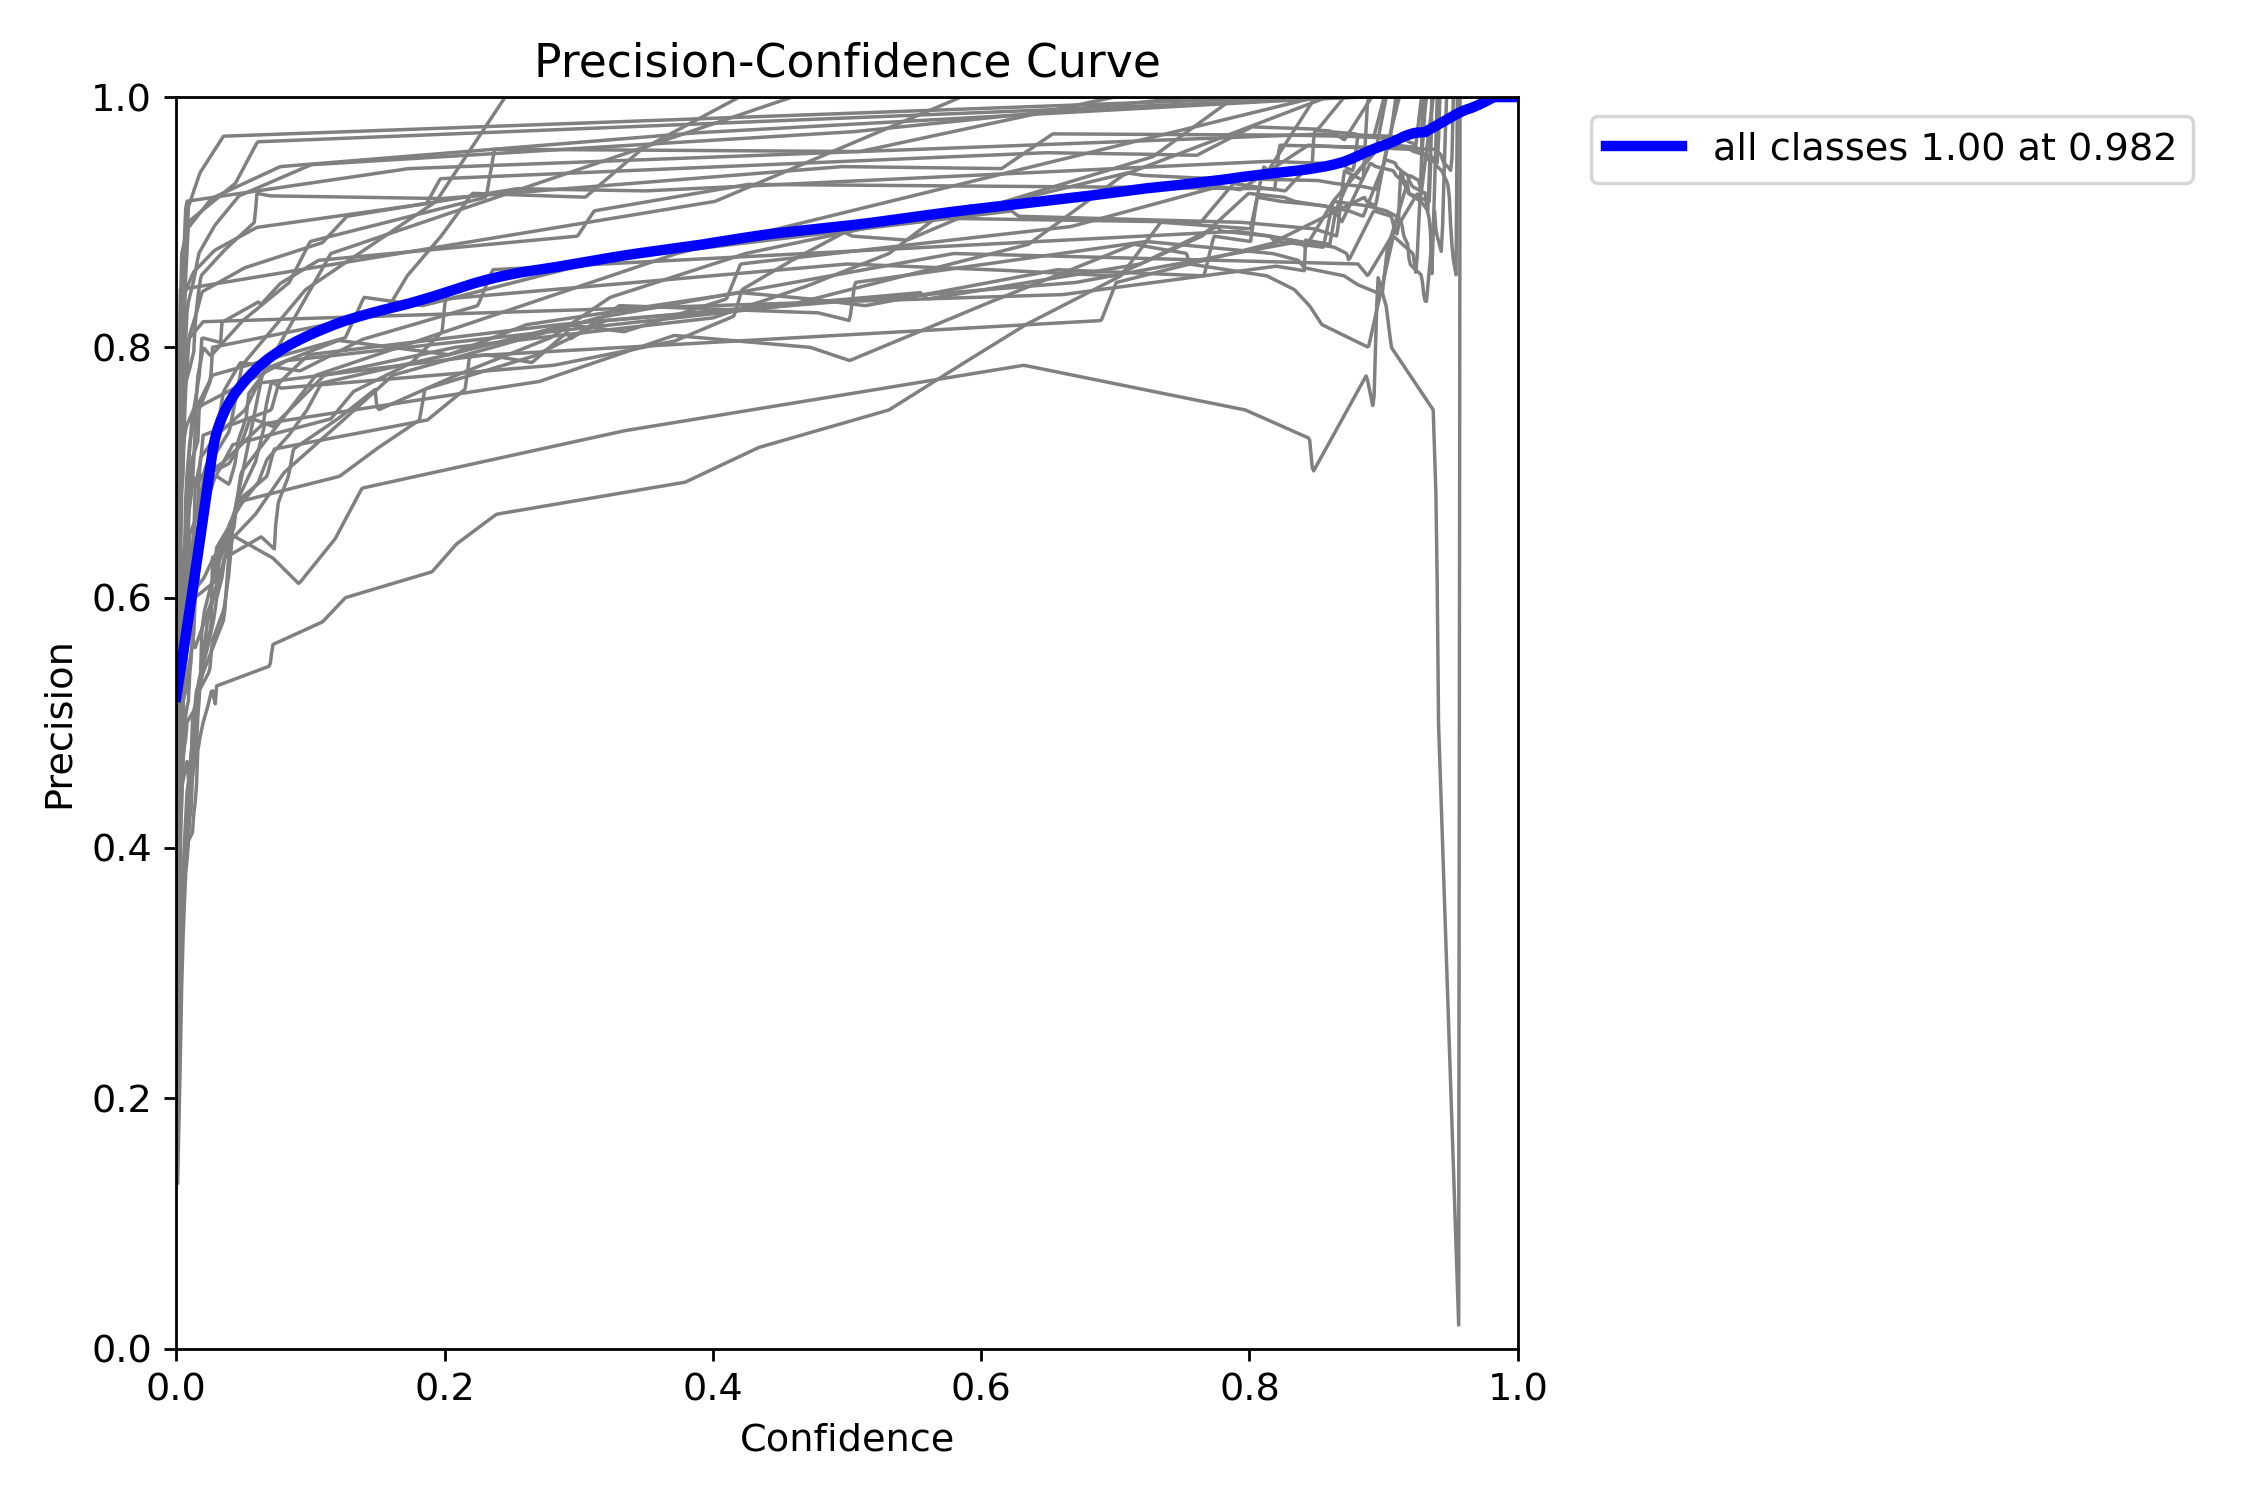 Precision-Confidence Curve
all classes 1.00 at 0.982
1.0
0.8
0.6
0.4
0.2
0.0
Precision
0.0 0.2 0.4 0.6 0.8 1.0
Confidence